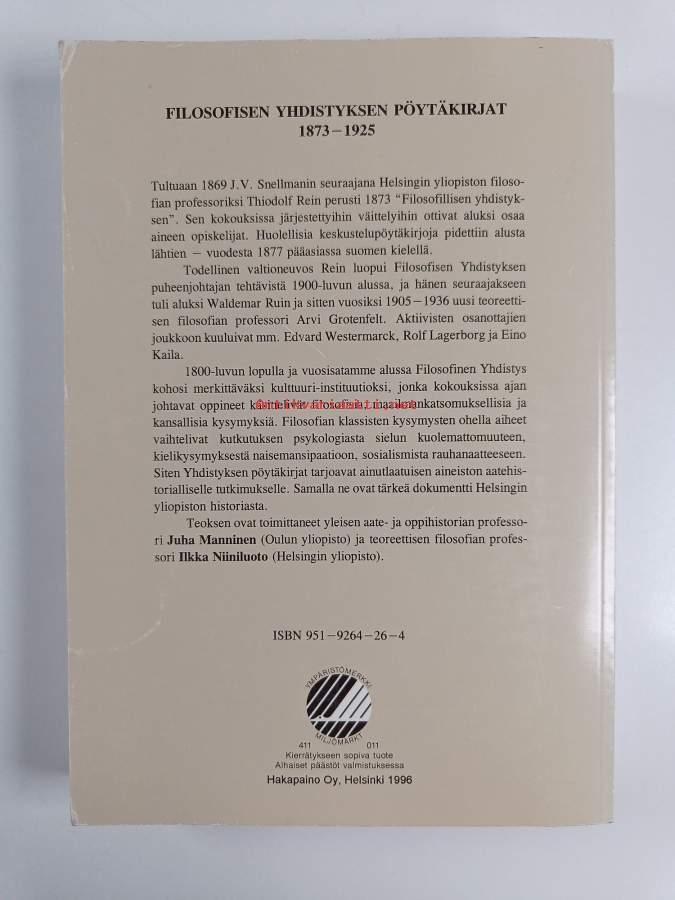 FILOSOFISEN YHDISTYKSEN PÖYTÄKIRJAT
1873–1925
Tultuaan 1869 J.V. Snellmanin seuraajana Helsingin yliopiston filoso-
fian professoriksi Thiodolf Rein perusti 1873 "Filosofillisen yhdistyk-
sen". Sen kokouksissa järjestettyihin väittelyihin ottivat aluksi osaa
aineen opiskelijat. Huolellisia keskustelupöytäkirjoja pidettiin alusta
lähtien – vuodesta 1877 pääasiassa suomen kielellä.
Todellinen valtioneuvos Rein luopui Filosofisen Yhdistyksen
puheenjohtajan tehtävistä 1900-luvun alussa, ja hänen seuraajakseen
tuli aluksi Waldemar Ruin ja sitten vuosiksi 1905–1936 uusi teoreetti-
sen filosofian professori Arvi Grotenfelt. Aktiivisten osanottajien
joukkoon kuuluivat mm. Edvard Westermarck, Rolf Lagerborg ja Eino
Kaila.
1800-luvun lopulla ja vuosisatamme alussa Filosofinen Yhdistys
kohosi merkittäväksi kulttuuri-instituutioksi, jonka kokouksissa ajan
johtavat oppineet käsittelivät filosofisia, maailmankatsomuksellisia ja
kansallisia kysymyksiä. Filosofian klassisten kysymysten ohella aiheet
vaihtelivat kutkutuksen psykologiasta sielun kuolemattomuuteen,
kielikysymyksestä naisemansipaatioon, sosialismista rauhanaatteeseen.
Siten Yhdistyksen pöytäkirjat tarjoavat ainutlaatuisen aineiston aatehis-
torialliselle tutkimukselle. Samalla ne ovat tärkeä dokumentti Helsingin
yliopiston historiasta.
Teoksen ovat toimittaneet yleisen aate- ja oppihistorian professo-
ri Juha Manninen (Oulun yliopisto) ja teoreettisen filosofian profes-
sori Ilkka Niiniluoto (Helsingin yliopisto).
ISBN 951–9264–26–4
YMPÄRISTÖMERKKI
MILJÖMÄRKT
411 011
Kierrätykseen sopiva tuote
Alhaiset päästöt valmistuksessa
Hakapaino Oy, Helsinki 1996